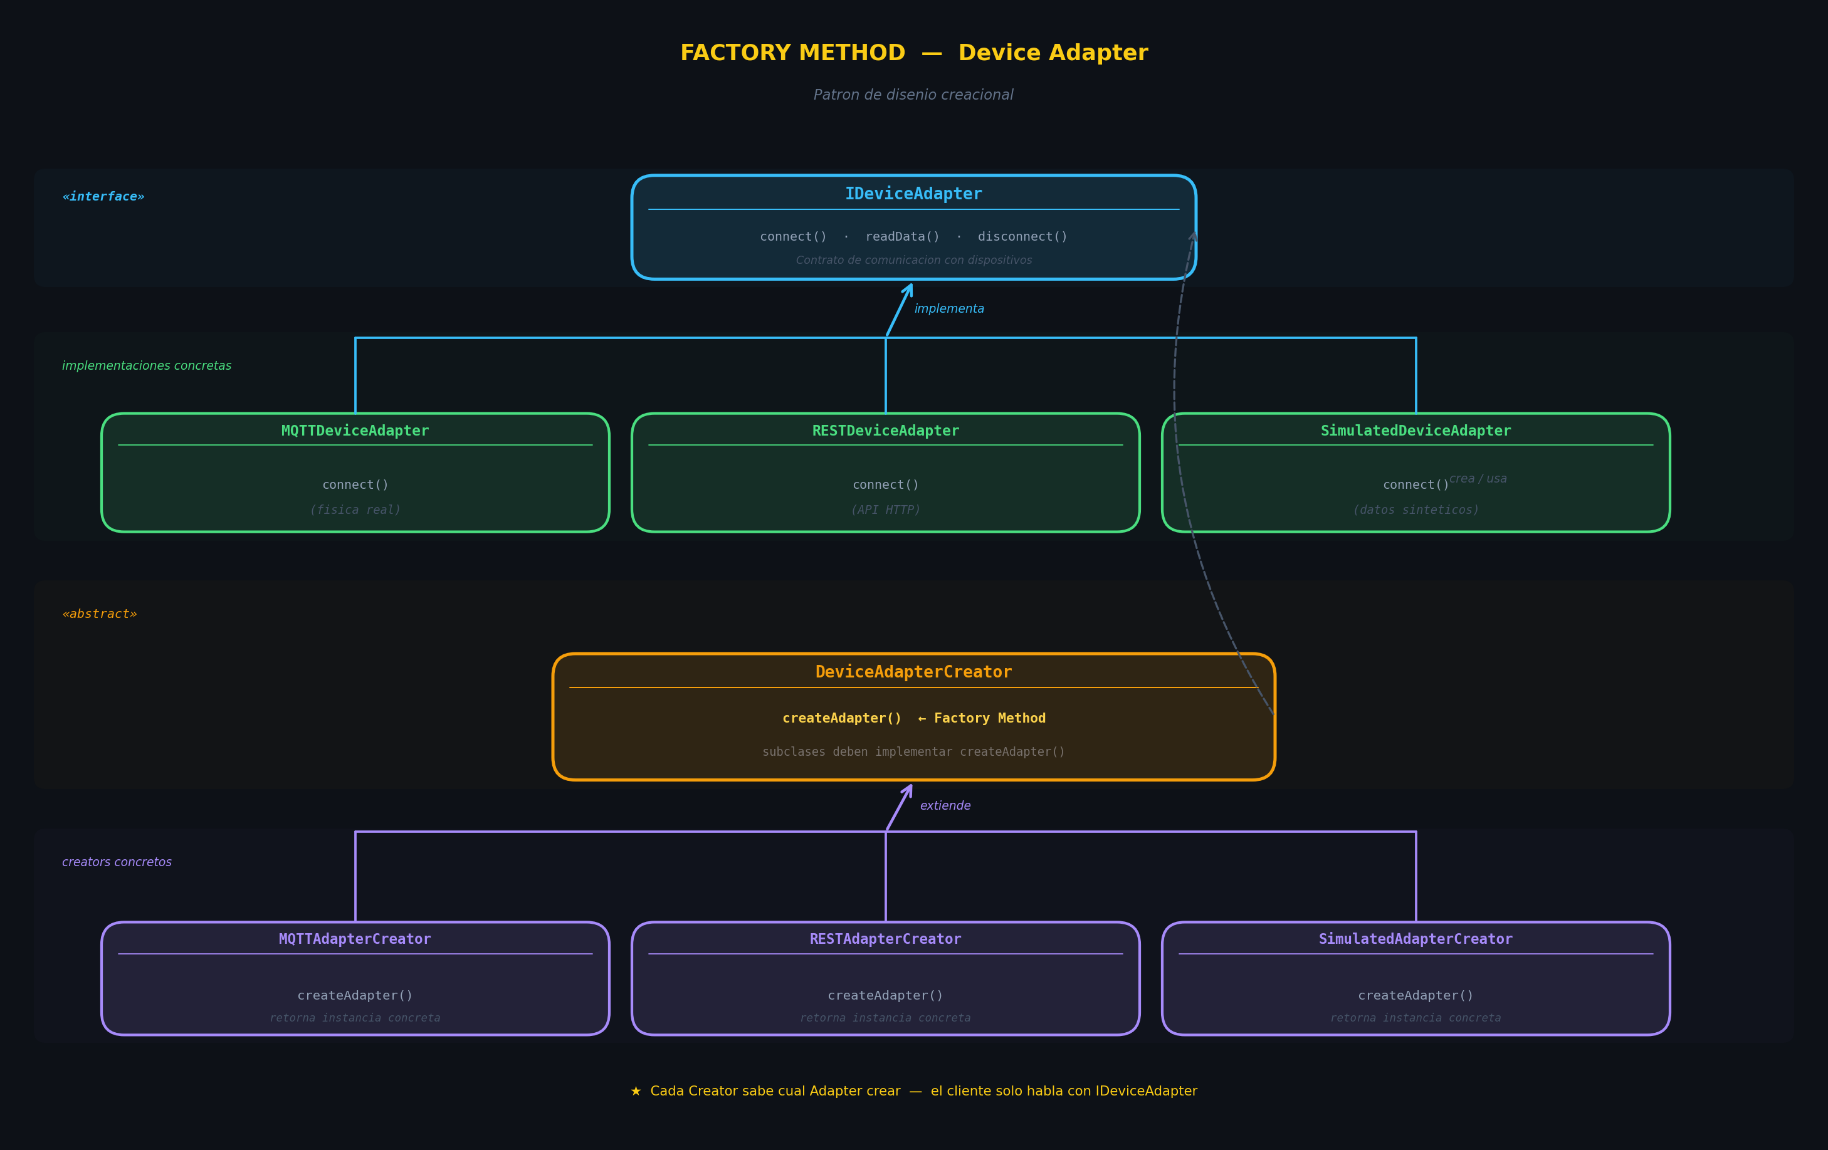 FACTORY METHOD — Device Adapter
Patron de disenio creacional
«interface»
IDeviceAdapter
connect() · readData() · disconnect()
Contrato de comunicacion con dispositivos
implementa
implementaciones concretas
MQTTDeviceAdapter
connect()
(fisica real)
RESTDeviceAdapter
connect()
(API HTTP)
SimulatedDeviceAdapter
connect()
crea / usa
(datos sinteticos)
«abstract»
DeviceAdapterCreator
createAdapter() ← Factory Method
subclases deben implementar createAdapter()
extiende
creators concretos
MQTTAdapterCreator
createAdapter()
retorna instancia concreta
RESTAdapterCreator
createAdapter()
retorna instancia concreta
SimulatedAdapterCreator
createAdapter()
retorna instancia concreta
★ Cada Creator sabe cual Adapter crear — el cliente solo habla con IDeviceAdapter